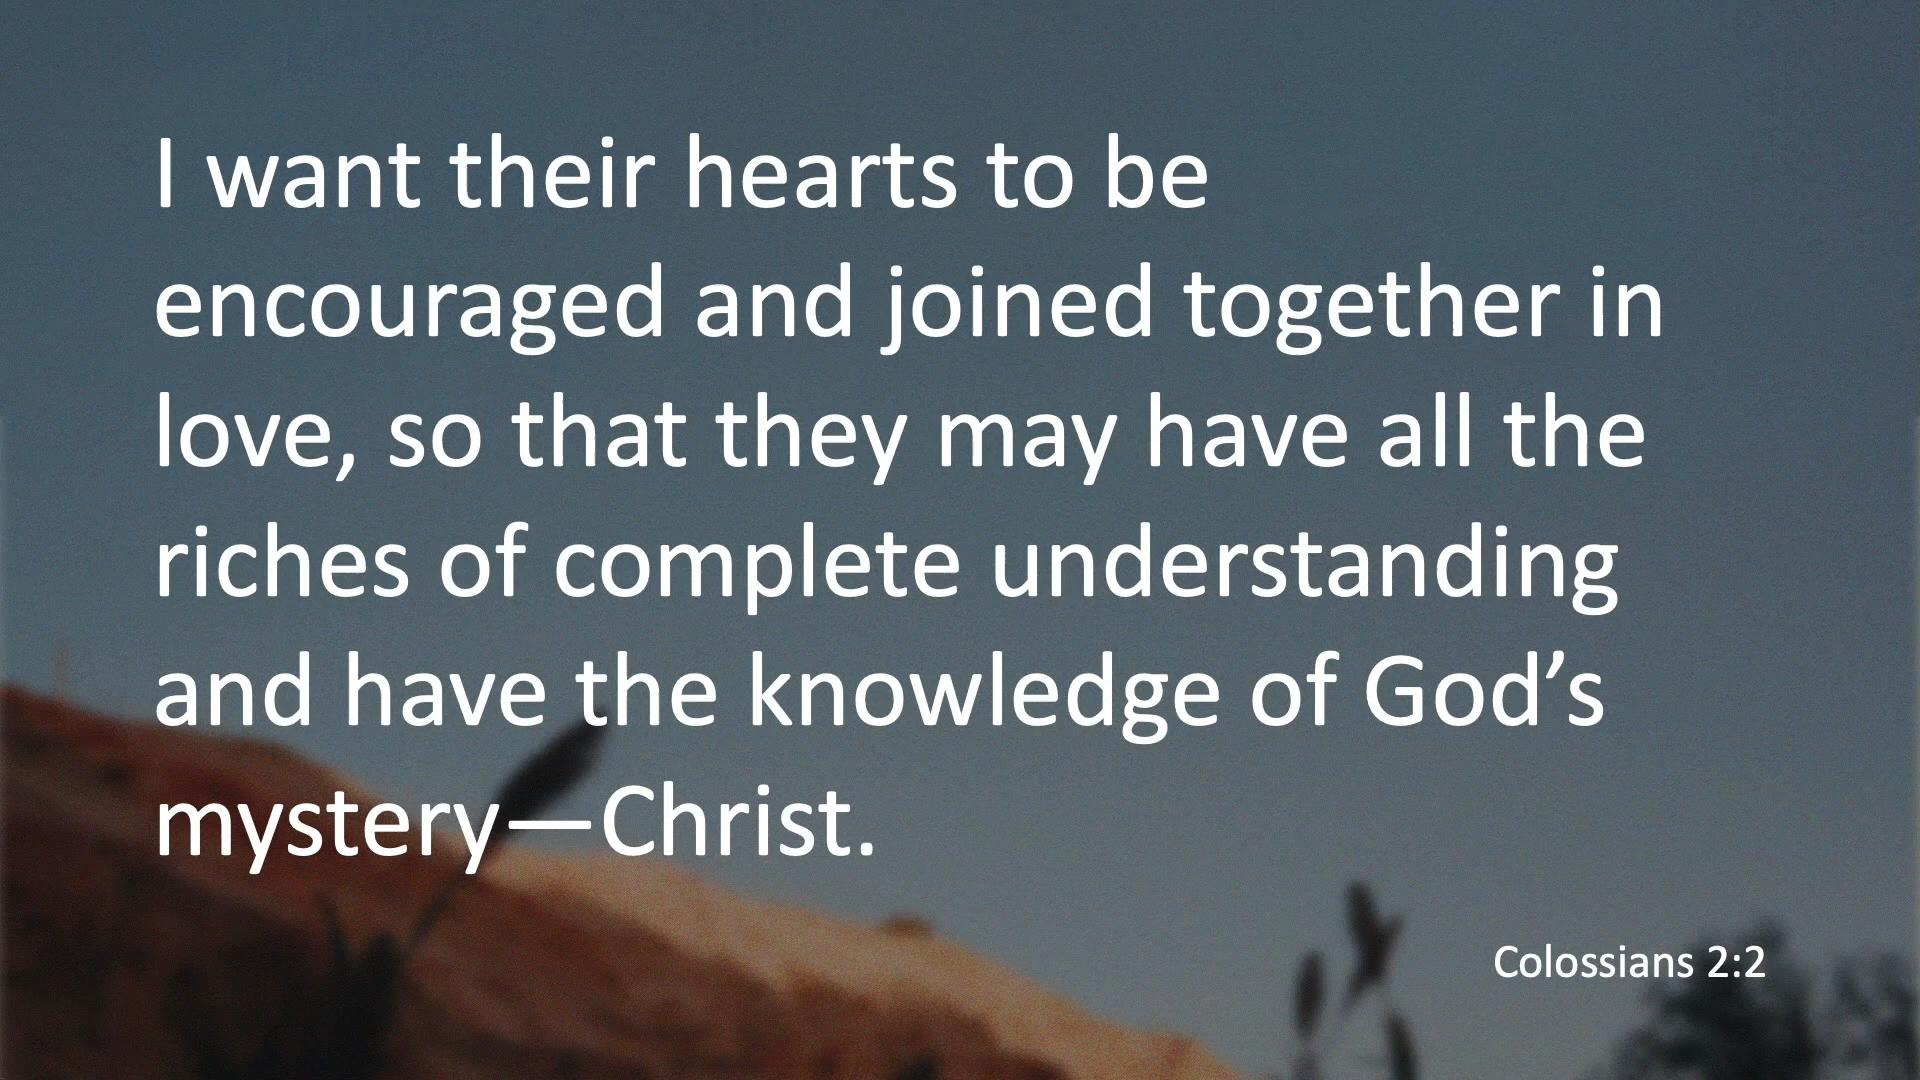 I want their hearts to be
encouraged and joined together in
love, so that they may have all the
riches of complete understanding
and have the knowledge of God’s
mystery—Christ.
Colossians 2:2